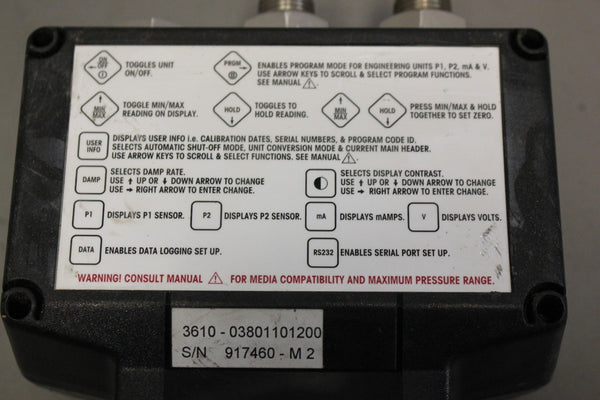 ON
OFF
TOGGLES UNIT
ON/OFF.
PRGM
ENABLES PROGRAM MODE FOR ENGINEERING UNITS P1, P2, mA & V.
USE ARROW KEYS TO SCROLL & SELECT PROGRAM FUNCTIONS.
SEE MANUAL ⚠.
MIN/
MAX
TOGGLE MIN/MAX
READING ON DISPLAY.
HOLD
TOGGLES TO
HOLD READING.
MIN/
MAX
HOLD
PRESS MIN/MAX & HOLD
TOGETHER TO SET ZERO.
USER
INFO
DISPLAYS USER INFO i.e. CALIBRATION DATES, SERIAL NUMBERS, & PROGRAM CODE ID.
SELECTS AUTOMATIC SHUT-OFF MODE, UNIT CONVERSION MODE & CURRENT MAIN HEADER.
USE ARROW KEYS TO SCROLL & SELECT FUNCTIONS. SEE MANUAL ⚠.
DAMP
SELECTS DAMP RATE.
USE ↑ UP OR ↓ DOWN ARROW TO CHANGE
USE → RIGHT ARROW TO ENTER CHANGE.
SELECTS DISPLAY CONTRAST.
USE ↑ UP OR ↓ DOWN ARROW TO CHANGE
USE → RIGHT ARROW TO ENTER CHANGE.
P1
DISPLAYS P1 SENSOR.
P2
DISPLAYS P2 SENSOR.
mA
DISPLAYS mAMPS.
V
DISPLAYS VOLTS.
DATA
ENABLES DATA LOGGING SET UP.
RS232
ENABLES SERIAL PORT SET UP.
WARNING! CONSULT MANUAL ⚠ FOR MEDIA COMPATIBILITY AND MAXIMUM PRESSURE RANGE.
3610 - 03801101200
S/N 917460 - M 2